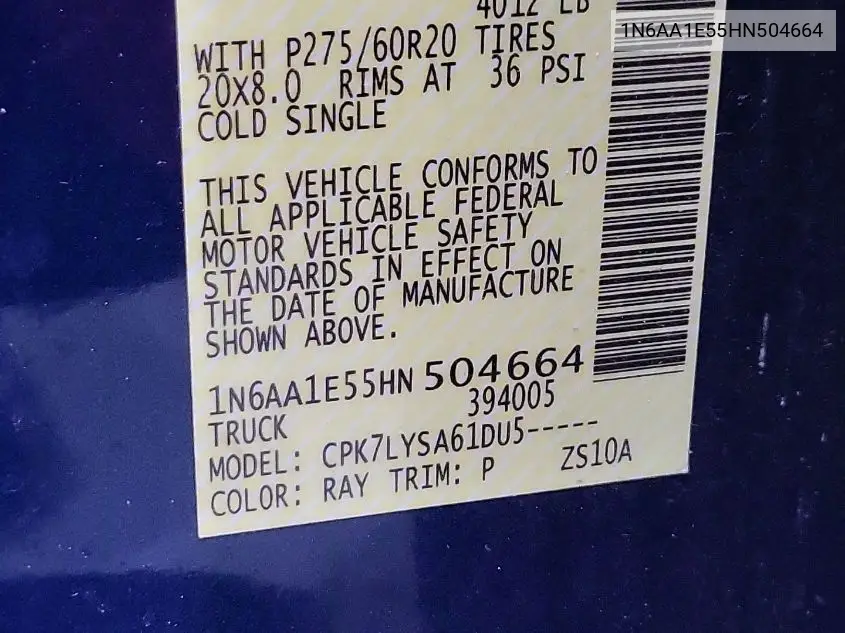 4012 LB
1N6AA1E55HN504664
WITH P275/60R20 TIRES
20X8.0 RIMS AT 36 PSI
COLD SINGLE
THIS VEHICLE CONFORMS TO
ALL APPLICABLE FEDERAL
MOTOR VEHICLE SAFETY
STANDARDS IN EFFECT ON
THE DATE OF MANUFACTURE
SHOWN ABOVE.
1N6AA1E55HN 504664
TRUCK 394005
MODEL: CPK7LYSA61DU5-----
COLOR: RAY TRIM: P ZS10A